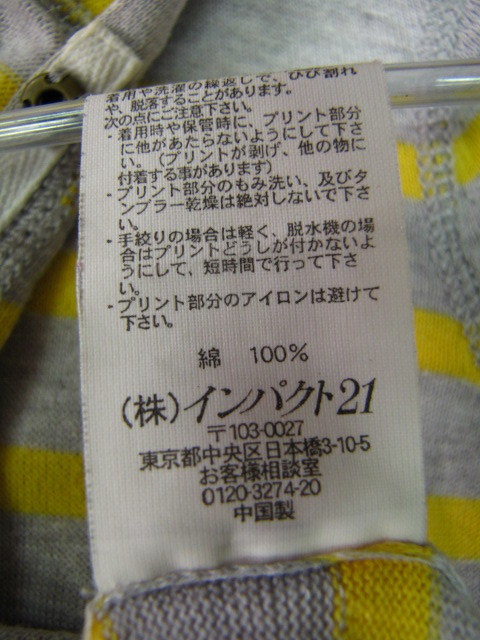 着用や洗濯の繰返しで、ひび割れ
や、脱落することがあります。
次の点にご注意下さい。
- 着用時や保管時に、プリント部分
に他があたらないようにして下さ
い。(プリントが剥げ、他の物に
付着する事があります)
- プリント部分のもみ洗い、及びタ
ンブラー乾燥は絶対しないで下さ
い。
- 手絞りの場合は軽く、脱水機の場
合はプリントどうしが付かないよ
うにして、短時間で行って下さ
い。
- プリント部分のアイロンは避けて
下さい。
綿 100%
(株)インパクト21
〒103-0027
東京都中央区日本橋3-10-5
お客様相談室
0120-3274-20
中国製